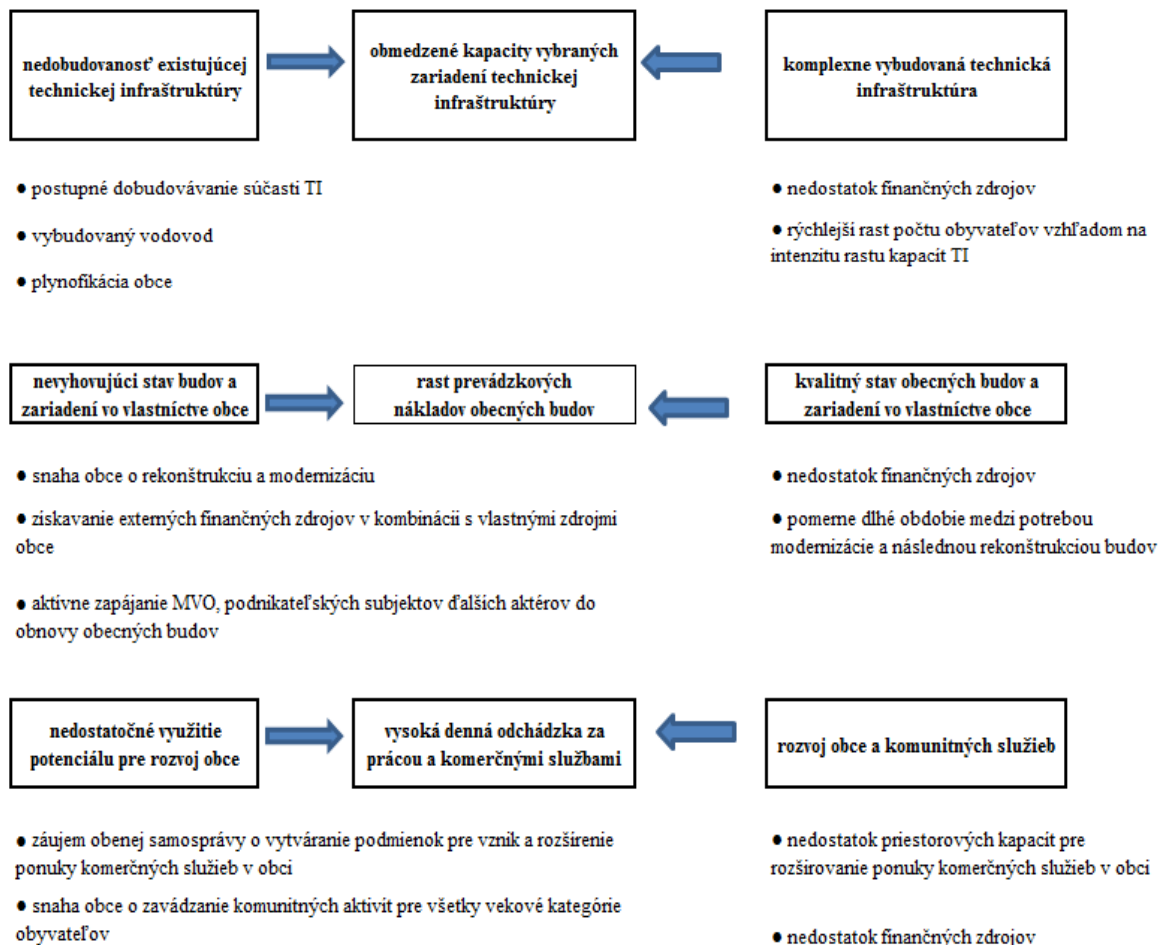 nedobudovanosť existujúcej
technickej infraštruktúry
obmedzené kapacity vybraných
zariadení technickej
infraštruktúry
komplexne vybudovaná technická
infraštruktúra
● postupné dobudovávanie súčasti TI
● vybudovaný vodovod
● plynofikácia obce
● nedostatok finančných zdrojov
● rýchlejší rast počtu obyvateľov vzhľadom na
intenzitu rastu kapacít TI
nevyhovujúci stav budov a
zariadení vo vlastníctve obce
rast prevádzkových
nákladov obecných budov
kvalitný stav obecných budov a
zariadení vo vlastníctve obce
● snaha obce o rekonštrukciu a modernizáciu
● získavanie externých finančných zdrojov v kombinácii s vlastnými zdrojmi
obce
● aktívne zapájanie MVO, podnikateľských subjektov ďalších aktérov do
obnovy obecných budov
● nedostatok finančných zdrojov
● pomerne dlhé obdobie medzi potrebou
modernizácie a následnou rekonštrukciou budov
nedostatočné využitie
potenciálu pre rozvoj obce
vysoká denná odchádzka za
prácou a komerčnými službami
rozvoj obce a komunitných služieb
● záujem obenej samosprávy o vytváranie podmienok pre vznik a rozšírenie
ponuky komerčných služieb v obci
● snaha obce o zavádzanie komunitných aktivít pre všetky vekové kategórie
obyvateľov
● nedostatok priestorových kapacít pre
rozširovanie ponuky komerčných služieb v obci
● nedostatok finančných zdrojov